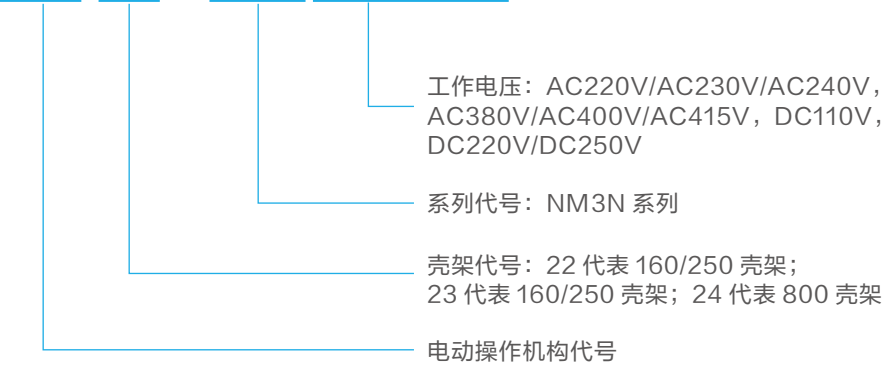 工作电压：AC220V/AC230V/AC240V，
AC380V/AC400V/AC415V，DC110V，
DC220V/DC250V
系列代号：NM3N 系列
壳架代号：22 代表 160/250 壳架；
23 代表 160/250 壳架；24 代表 800 壳架
电动操作机构代号